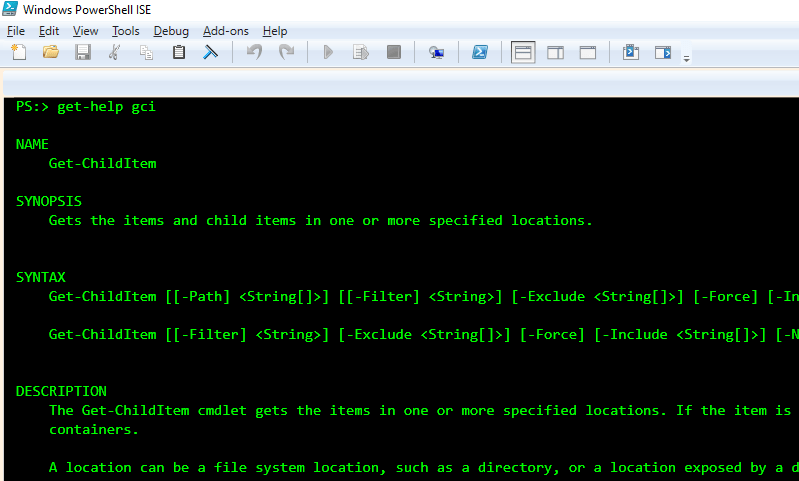 Windows PowerShell ISE
File Edit View Tools Debug Add-ons Help
PS:> get-help gci
NAME
Get-ChildItem
SYNOPSIS
Gets the items and child items in one or more specified locations.
SYNTAX
Get-ChildItem [[-Path] <String[]>] [[-Filter] <String>] [-Exclude <String[]>] [-Force] [-In
Get-ChildItem [[-Filter] <String>] [-Exclude <String[]>] [-Force] [-Include <String[]>] [-N
DESCRIPTION
The Get-ChildItem cmdlet gets the items in one or more specified locations. If the item is
containers.
A location can be a file system location, such as a directory, or a location exposed by a d